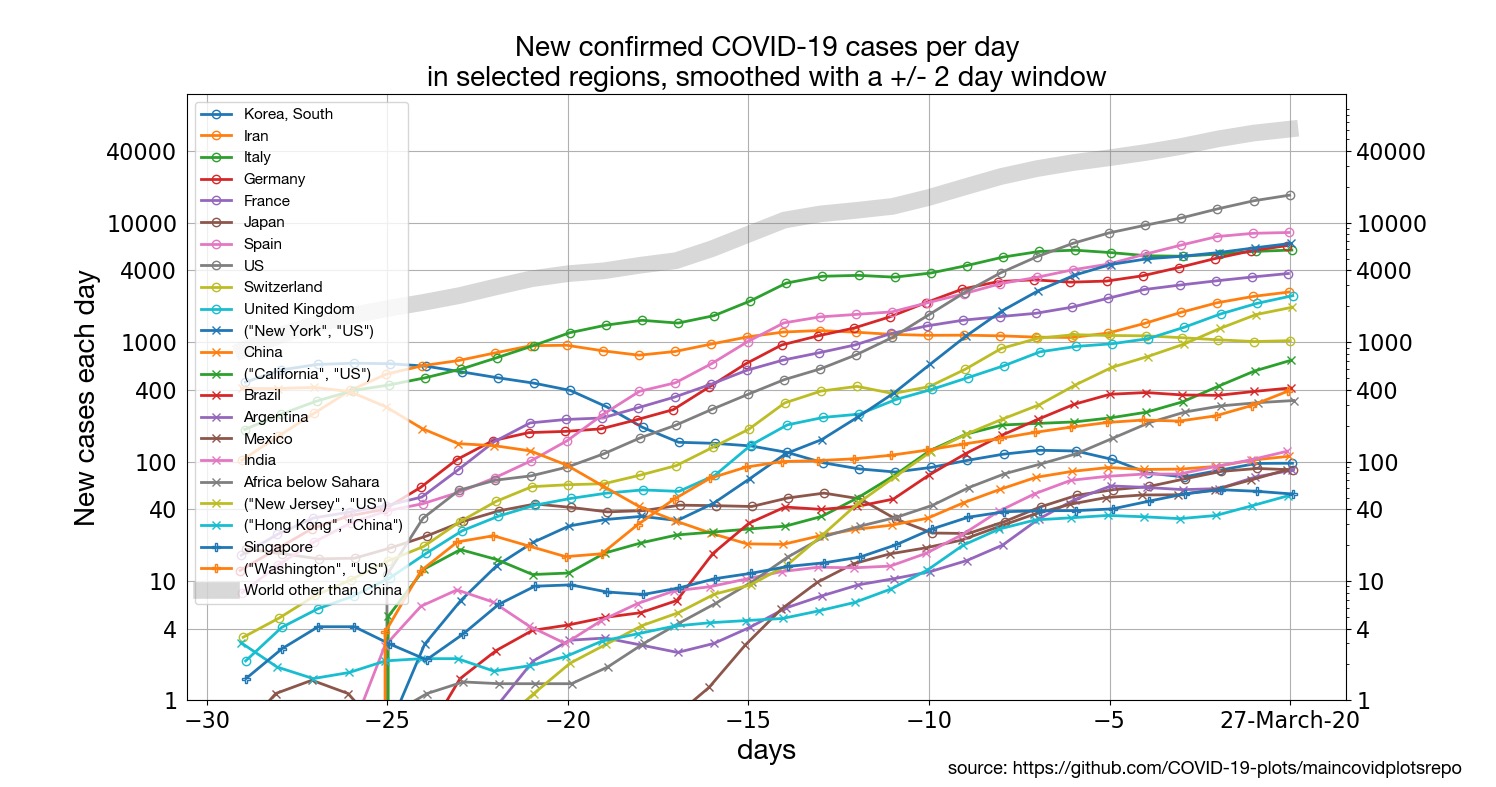 New confirmed COVID-19 cases per day
in selected regions, smoothed with a +/- 2 day window
New cases each day
40000
10000
4000
1000
400
100
40
10
4
1
Korea, South
Iran
Italy
Germany
France
Japan
Spain
US
Switzerland
United Kingdom
("New York", "US")
China
("California", "US")
Brazil
Argentina
Mexico
India
Africa below Sahara
("New Jersey", "US")
("Hong Kong", "China")
Singapore
("Washington", "US")
World other than China
40000
10000
4000
1000
400
100
40
10
4
1
−30 −25 −20 −15 −10 −5 27-March-20
days
source: https://github.com/COVID-19-plots/maincovidplotsrepo